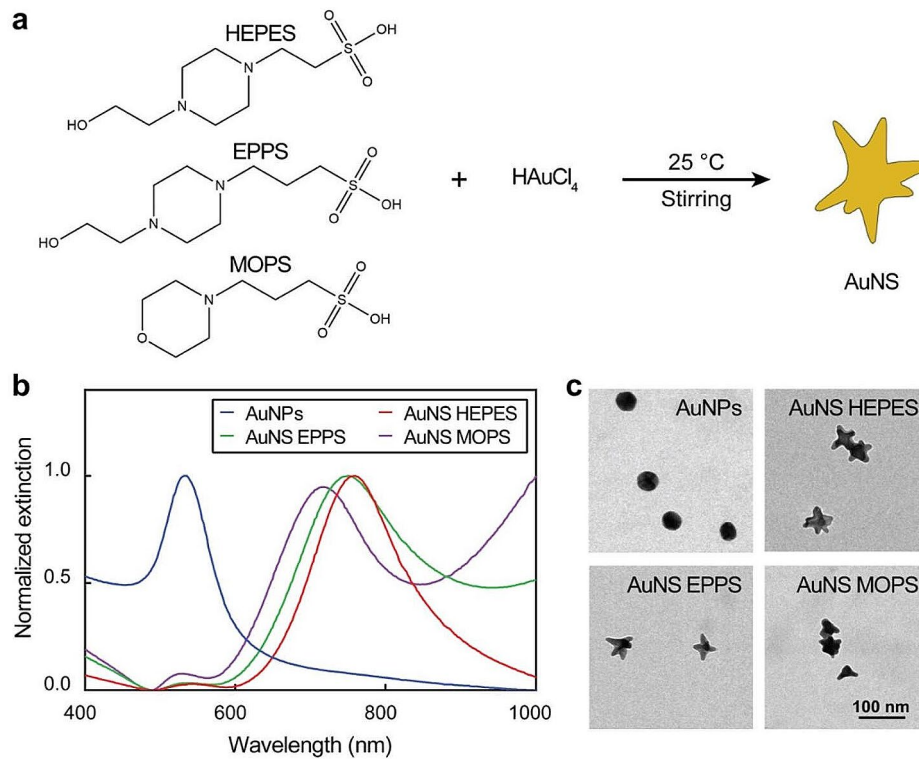 a
HEPES
O
OH
S
O
N
N
HO
EPPS
O
S
OH
O
N
N
HO
MOPS
O
S
OH
O
N
O
+
HAuCl4
25 °C
Stirring
AuNS
b
Normalized extinction
1.0
0.5
0.0
AuNPs
AuNS HEPES
AuNS EPPS
AuNS MOPS
400
600
800
1000
Wavelength (nm)
c
AuNPs
AuNS HEPES
AuNS EPPS
AuNS MOPS
100 nm